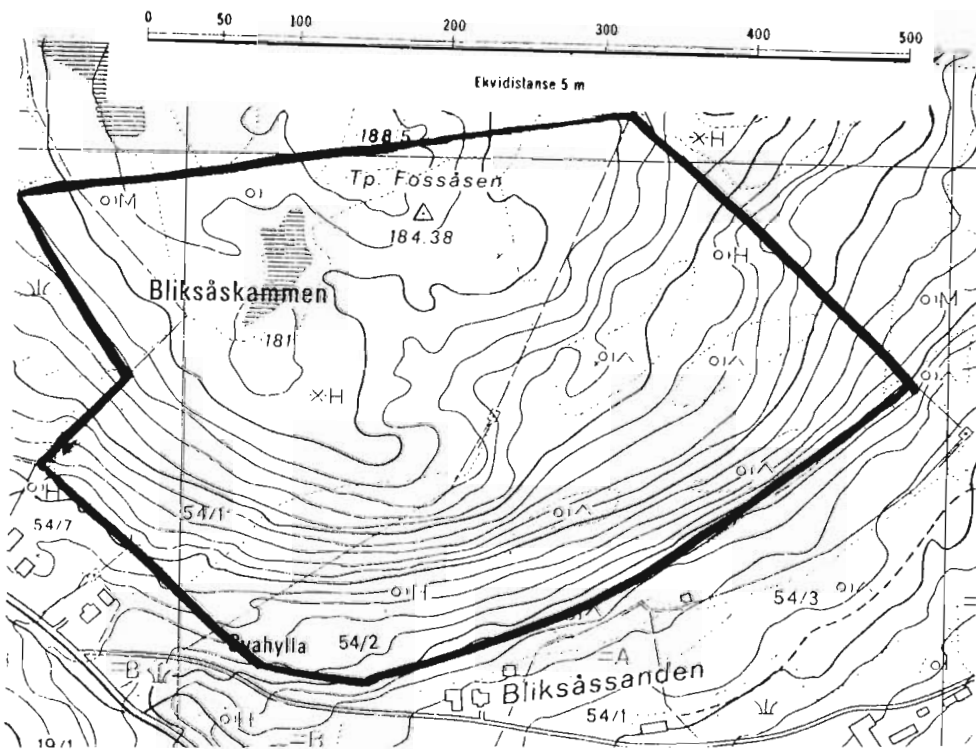 0 50 100 200 300 400 500
Ekvidistanse 5 m
188.5
H
Tp. Fossåsen
M
184.38
H
Bliksåskammen
M
181
H
H
54/1
54/7
H
54/3
54/2
=A
=B
Bliksåssanden
54/1
H
=B
19/1